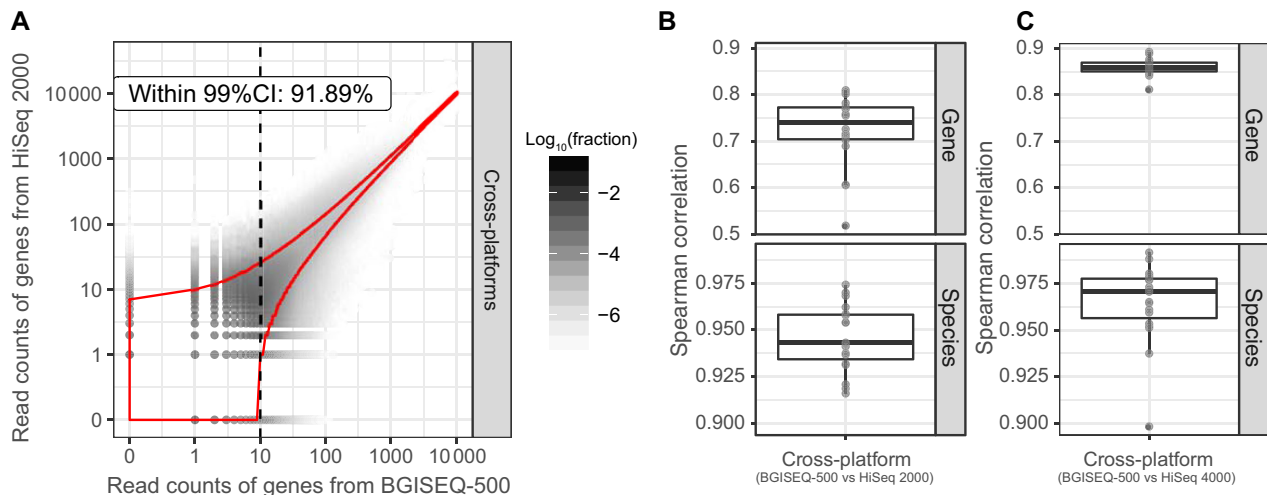 A
Read counts of genes from HiSeq 2000
10000
1000
100
10
1
0
Within 99%CI: 91.89%
Cross-platforms
0
1
10
100
1000
10000
Read counts of genes from BGISEQ-500
Log10(fraction)
−2
−4
−6
B
Spearman correlation
0.9
0.8
0.7
0.6
0.5
Gene
0.975
0.950
0.925
0.900
Species
Cross-platform
(BGISEQ-500 vs HiSeq 2000)
C
Spearman correlation
0.9
0.8
0.7
0.6
0.5
Gene
0.975
0.950
0.925
0.900
Species
Cross-platform
(BGISEQ-500 vs HiSeq 4000)